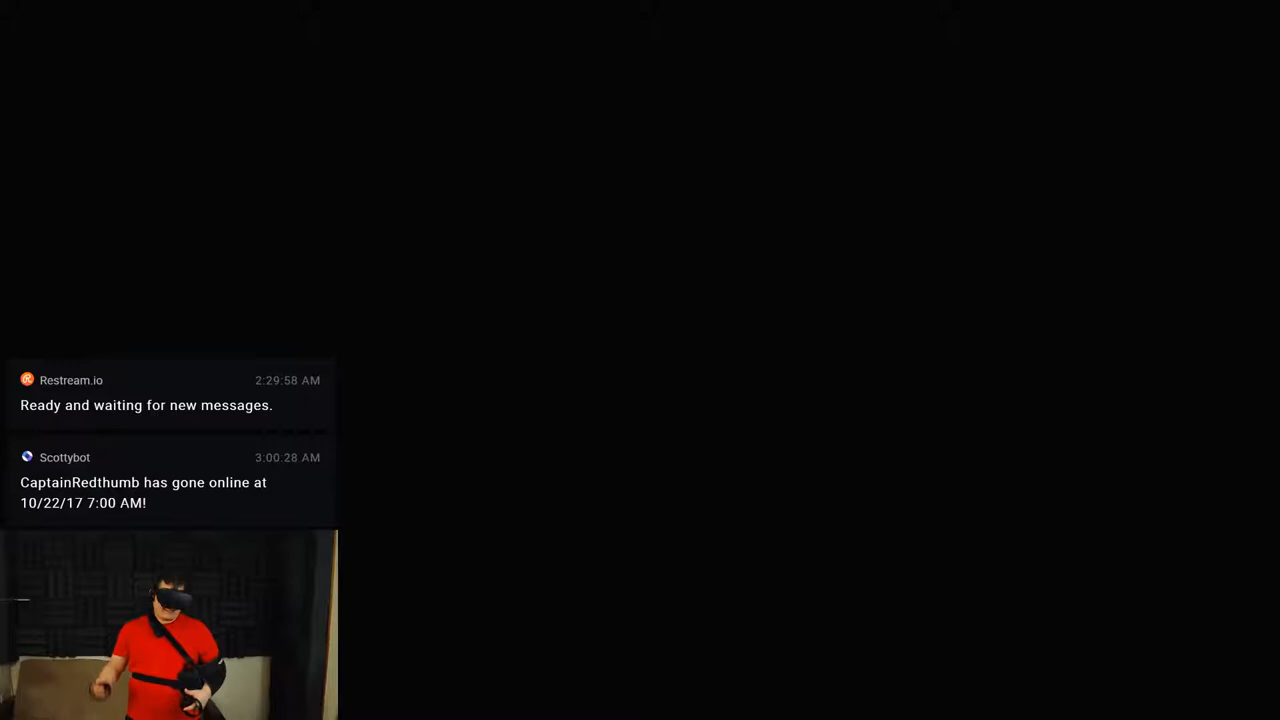 Restream.io 2:29:58 AM
Ready and waiting for new messages.
Scottybot 3:00:28 AM
CaptainRedthumb has gone online at
10/22/17 7:00 AM!